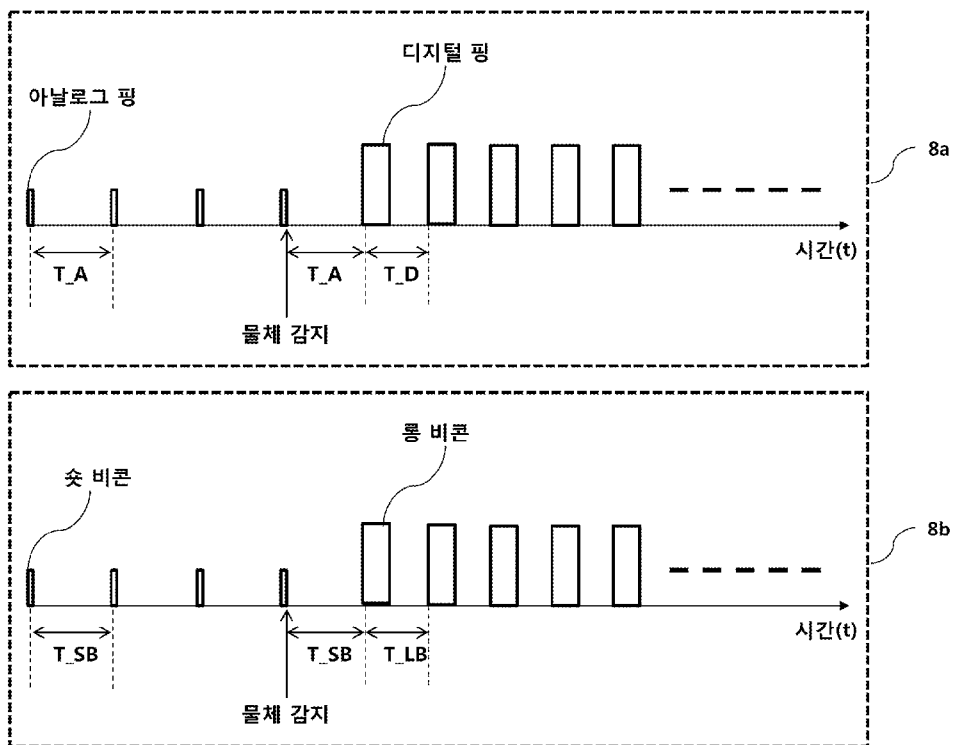 디지털 핑
아날로그 핑
8a
시간(t)
T_A
T_A
T_D
물체 감지
롱 비콘
숏 비콘
8b
시간(t)
T_SB
T_SB
T_LB
물체 감지